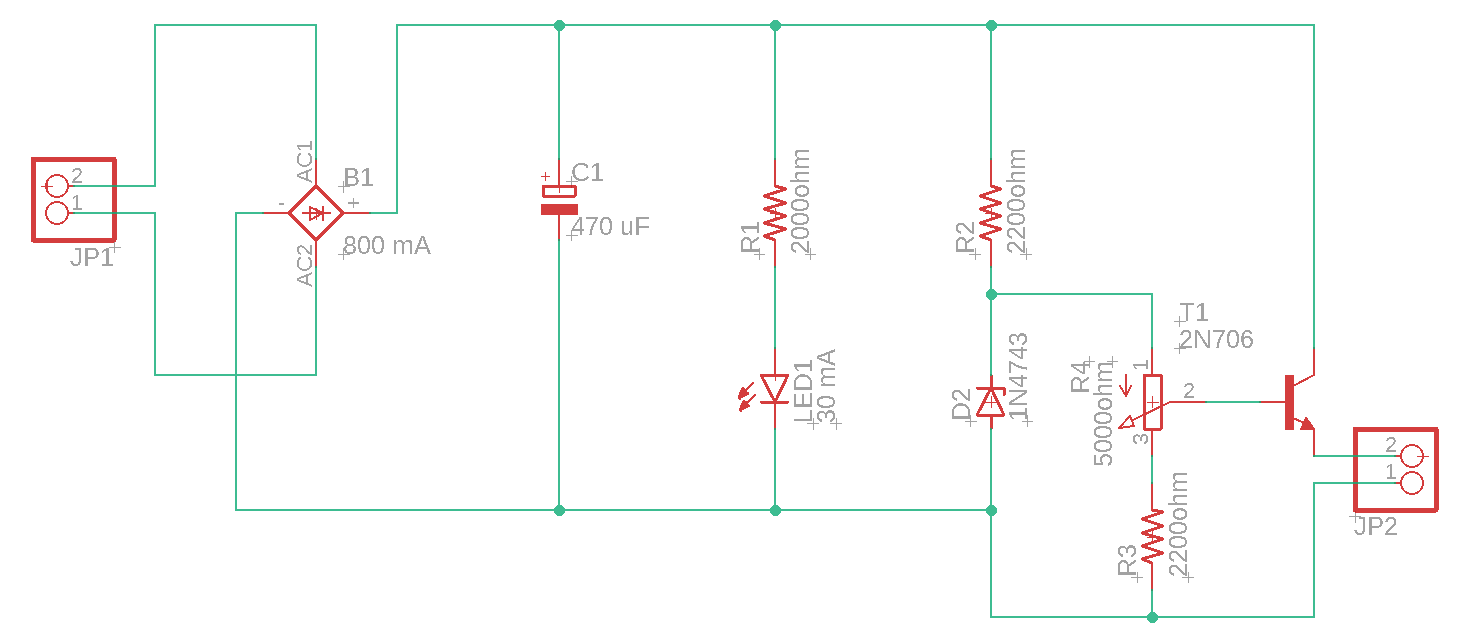 2
1
JP1
AC1
-
+
AC2
B1
800 mA
+
C1
470 uF
R1
2000ohm
LED1
30 mA
R2
2200ohm
D2
1N4743
R4
5000ohm
1
2
3
R3
2200ohm
T1
2N706
2
1
JP2